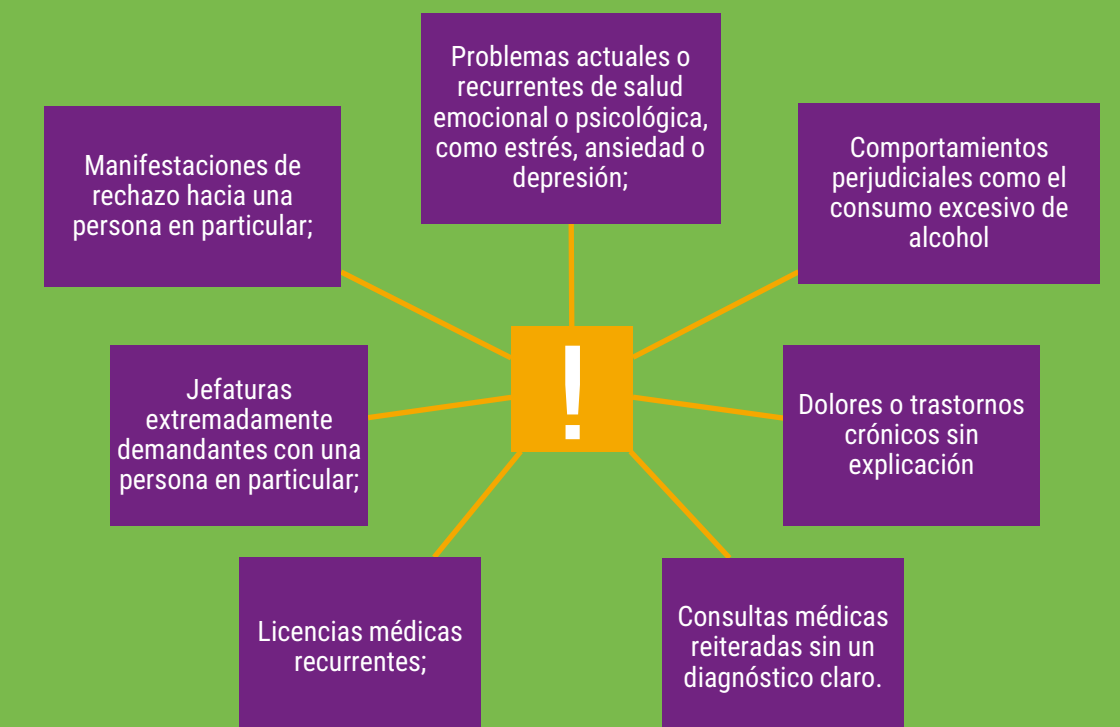 Problemas actuales o
recurrentes de salud
emocional o psicológica,
como estrés, ansiedad o
depresión;
Manifestaciones de
rechazo hacia una
persona en particular;
Comportamientos
perjudiciales como el
consumo excesivo de
alcohol
!
Jefaturas
extremadamente
demandantes con una
persona en particular;
Dolores o trastornos
crónicos sin
explicación
Licencias médicas
recurrentes;
Consultas médicas
reiteradas sin un
diagnóstico claro.